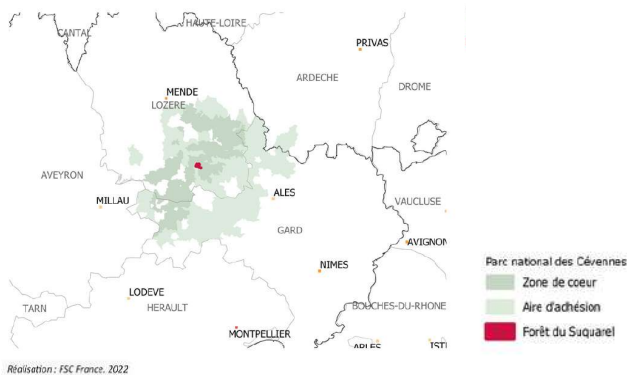 HAUTE-LOIRE
CANTAL
PRIVAS
ARDECHE
DROME
MENDE
LOZERE
AVEYRON
MILLAU
ALES
VAUCLUSE
GARD
AVIGNON
NIMES
LODEVE
TARN
HERAULT
BOUCHES-DU-RHONE
MONTPELLIER
ARLES
IST
Parc national des Cévennes
Zone de coeur
Aire d'adhésion
Forêt du Suquarel
Réalisation : FSC France, 2022